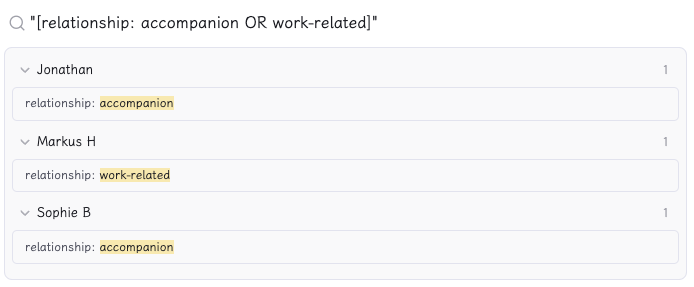 "[relationship: accompanion OR work-related]"
Jonathan 1
relationship: accompanion
Markus H 1
relationship: work-related
Sophie B 1
relationship: accompanion